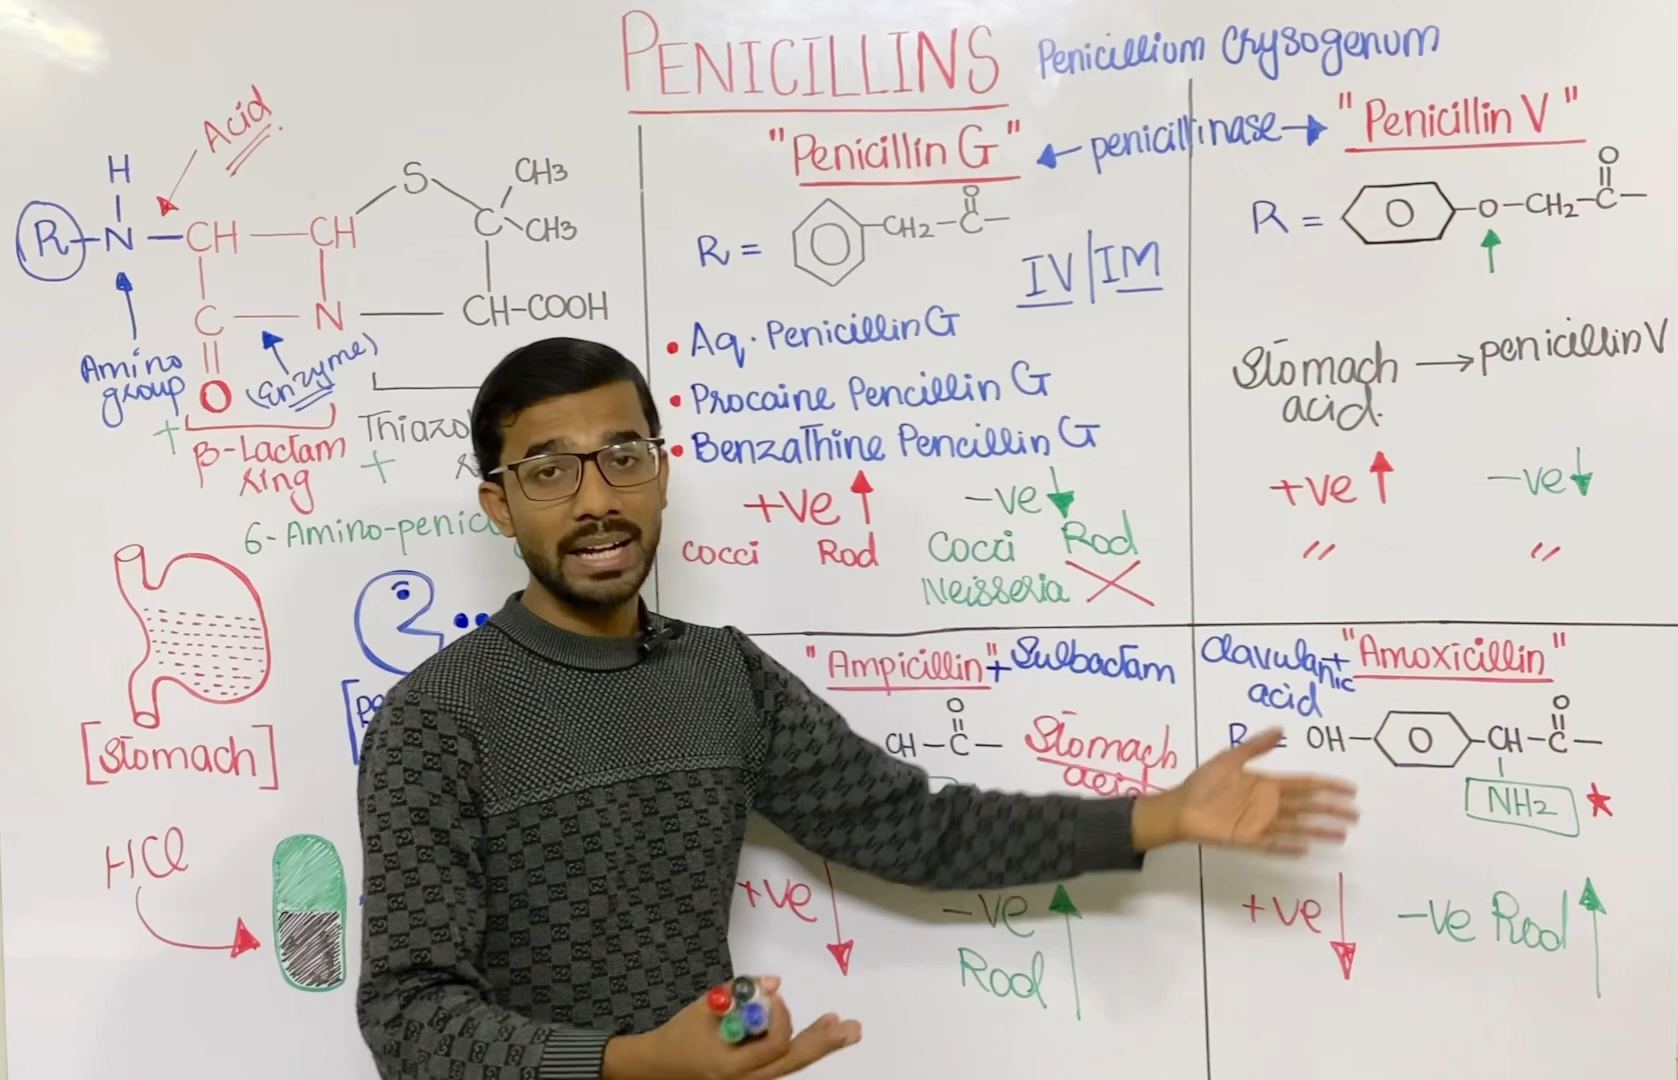 PENICILLINS
Penicillium Crysogenum
Acid
H
R-N-CH-CH
S
CH3
C
CH3
C-N-CH-COOH
O
Amino
group
(Enzyme)
+
β-Lactam
ring
+
6-Amino-penic
[Stomach]
HCl
"Penicillin G"
penicillinase
R =
CH2-C-
O
IV/IM
• Aq. Penicillin G
• Procaine Pencillin G
• Benzathine Pencillin G
+ve
-ve
cocci Rod
Cocci Rod
Neisseria
"Penicillin V"
R =
O
-O-CH2-C-
O
Stomach → penicillin V
acid.
+ve
-ve
"
"
"Ampicillin" + Sulbactam
O
CH-C-
Stomach
acid
+ve
-ve
Rod
Clavulanic
acid
+ "Amoxicillin"
R = OH-
O
-CH-C-
O
NH2
+ve
-ve Rod